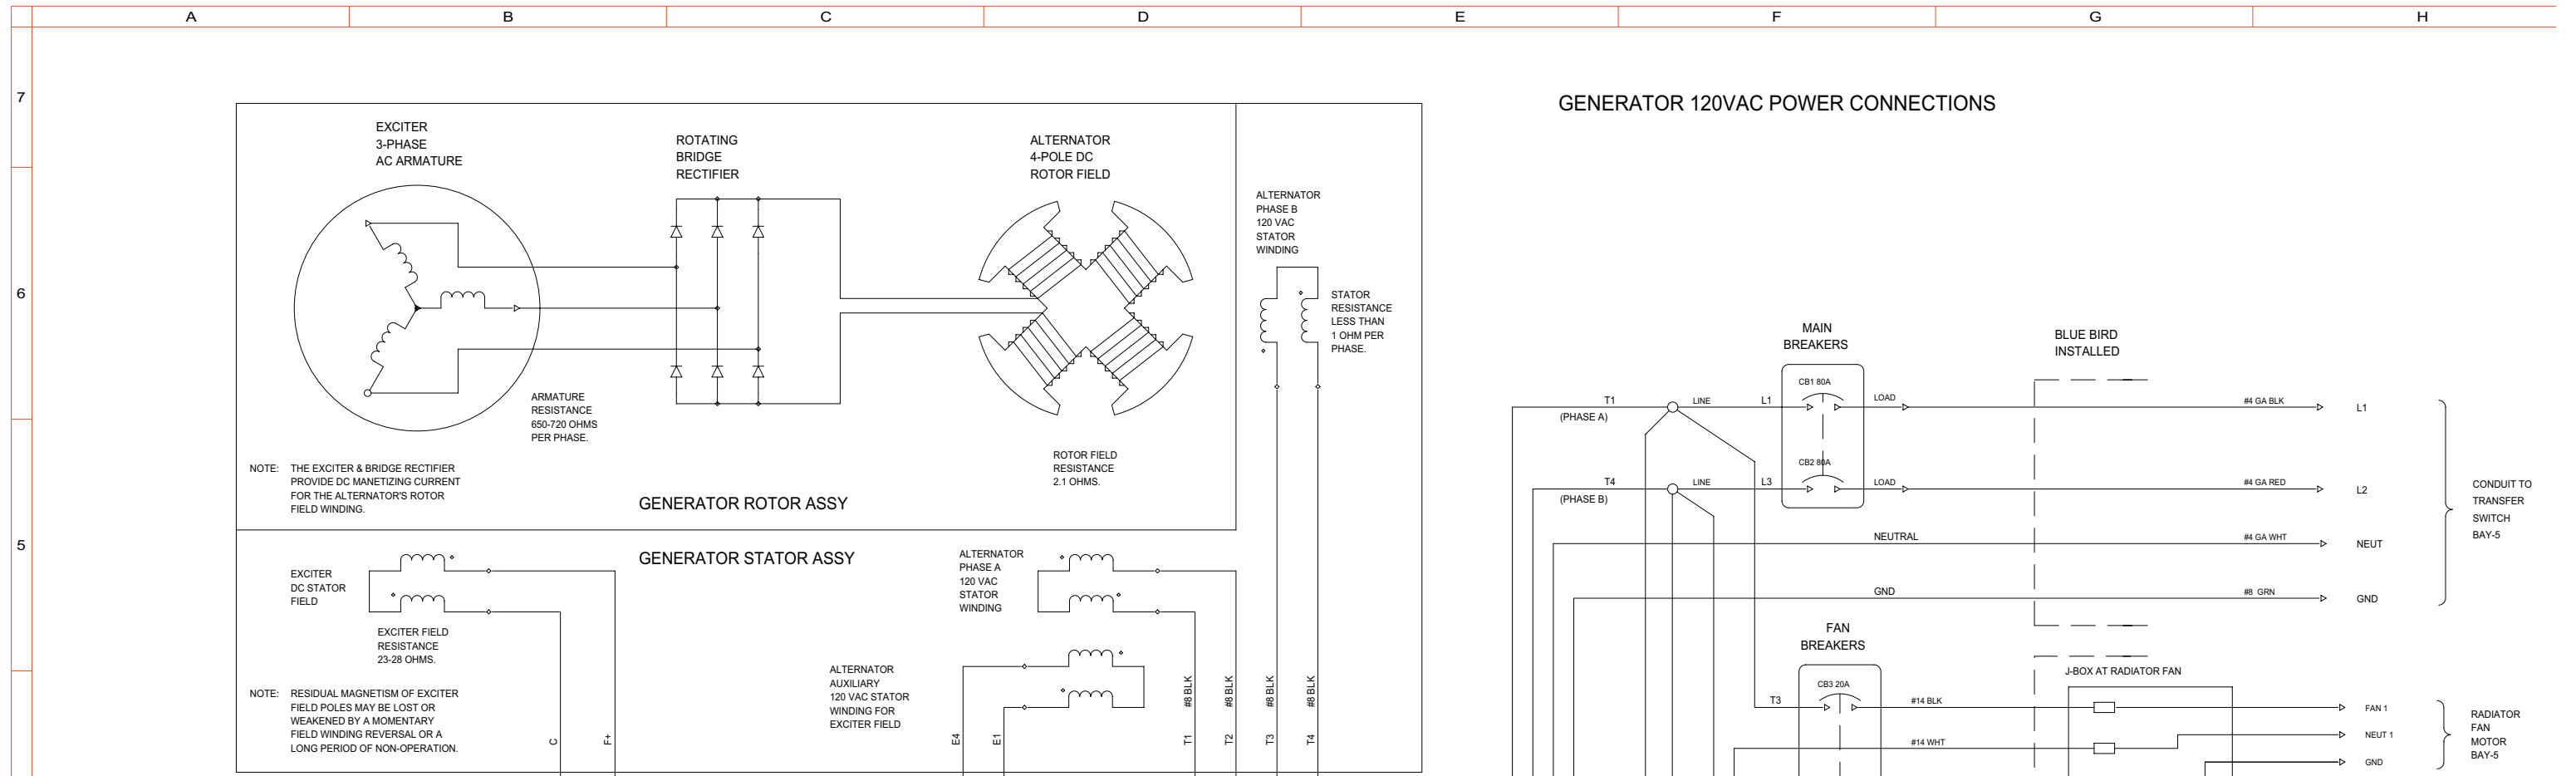 A B C D E F G H
7
6
5
EXCITER
3-PHASE
AC ARMATURE
ROTATING
BRIDGE
RECTIFIER
ALTERNATOR
4-POLE DC
ROTOR FIELD
ARMATURE
RESISTANCE
650-720 OHMS
PER PHASE.
ROTOR FIELD
RESISTANCE
2.1 OHMS.
NOTE: THE EXCITER & BRIDGE RECTIFIER
PROVIDE DC MANETIZING CURRENT
FOR THE ALTERNATOR'S ROTOR
FIELD WINDING.
GENERATOR ROTOR ASSY
ALTERNATOR
PHASE B
120 VAC
STATOR
WINDING
STATOR
RESISTANCE
LESS THAN
1 OHM PER
PHASE.
GENERATOR STATOR ASSY
EXCITER
DC STATOR
FIELD
EXCITER FIELD
RESISTANCE
23-28 OHMS.
NOTE: RESIDUAL MAGNETISM OF EXCITER
FIELD POLES MAY BE LOST OR
WEAKENED BY A MOMENTARY
FIELD WINDING REVERSAL OR A
LONG PERIOD OF NON-OPERATION.
C
F+
ALTERNATOR
PHASE A
120 VAC
STATOR
WINDING
ALTERNATOR
AUXILIARY
120 VAC STATOR
WINDING FOR
EXCITER FIELD
E4
E1
T1 #8 BLK
T2 #8 BLK
T3 #8 BLK
T4 #8 BLK
GENERATOR 120VAC POWER CONNECTIONS
MAIN
BREAKERS
BLUE BIRD
INSTALLED
T1
(PHASE A)
LINE
L1
CB1 80A
LOAD
#4 GA BLK
L1
T4
(PHASE B)
LINE
L3
CB2 80A
LOAD
#4 GA RED
L2
NEUTRAL
#4 GA WHT
NEUT
GND
#8 GRN
GND
CONDUIT TO
TRANSFER
SWITCH
BAY-5
FAN
BREAKERS
J-BOX AT RADIATOR FAN
T3
CB3 20A
#14 BLK
FAN 1
#14 WHT
NEUT 1
GND
RADIATOR
FAN
MOTOR
BAY-5